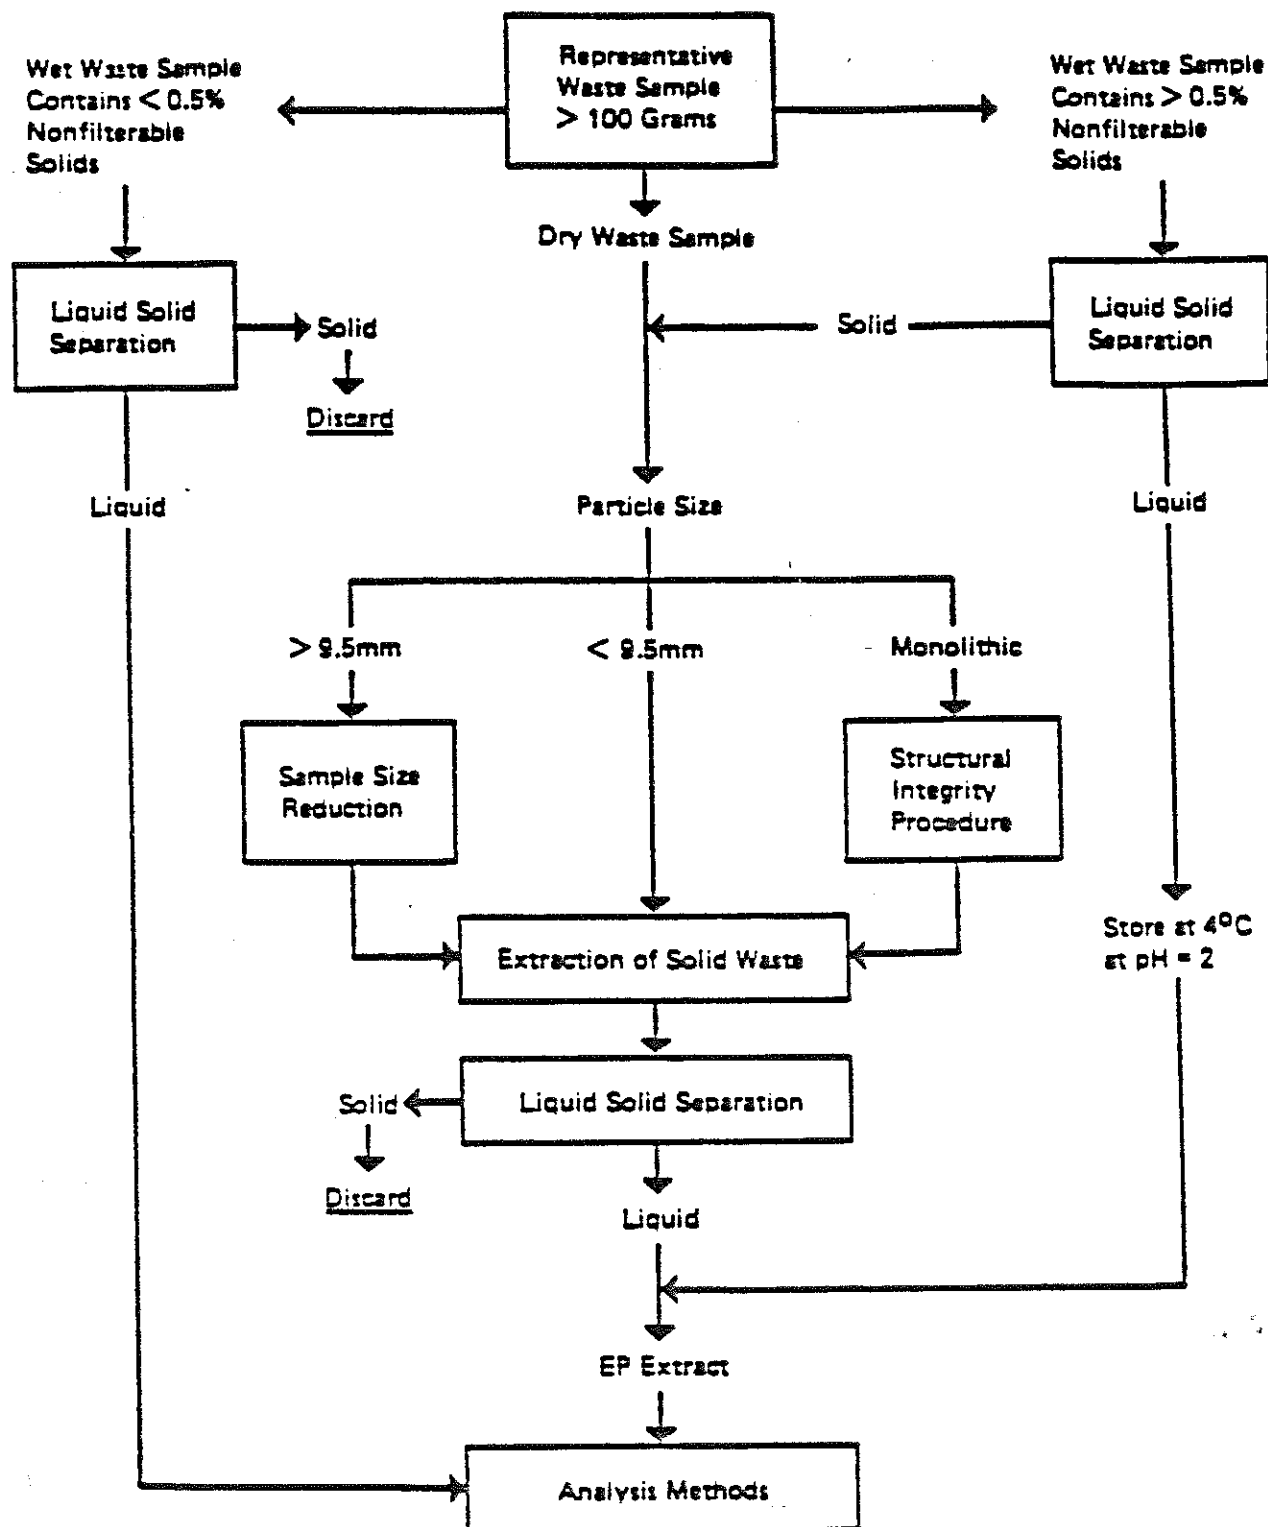 Representative
Waste Sample
> 100 Grams
Wet Waste Sample
Contains < 0.5%
Nonfilterable
Solids
Wet Waste Sample
Contains > 0.5%
Nonfilterable
Solids
Dry Waste Sample
Liquid Solid
Separation
Solid
Discard
Solid
Liquid Solid
Separation
Liquid
Particle Size
Liquid
> 9.5mm
< 9.5mm
Monolithic
Sample Size
Reduction
Structural
Integrity
Procedure
Extraction of Solid Waste
Store at 4°C
at pH = 2
Liquid Solid Separation
Solid
Discard
Liquid
EP Extract
Analysis Methods